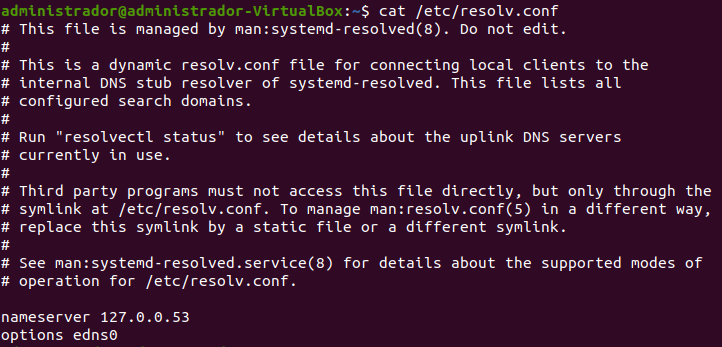 administrador@administrador-VirtualBox:~$ cat /etc/resolv.conf
# This file is managed by man:systemd-resolved(8). Do not edit.
#
# This is a dynamic resolv.conf file for connecting local clients to the
# internal DNS stub resolver of systemd-resolved. This file lists all
# configured search domains.
#
# Run "resolvectl status" to see details about the uplink DNS servers
# currently in use.
#
# Third party programs must not access this file directly, but only through the
# symlink at /etc/resolv.conf. To manage man:resolv.conf(5) in a different way,
# replace this symlink by a static file or a different symlink.
#
# See man:systemd-resolved.service(8) for details about the supported modes of
# operation for /etc/resolv.conf.

nameserver 127.0.0.53
options edns0